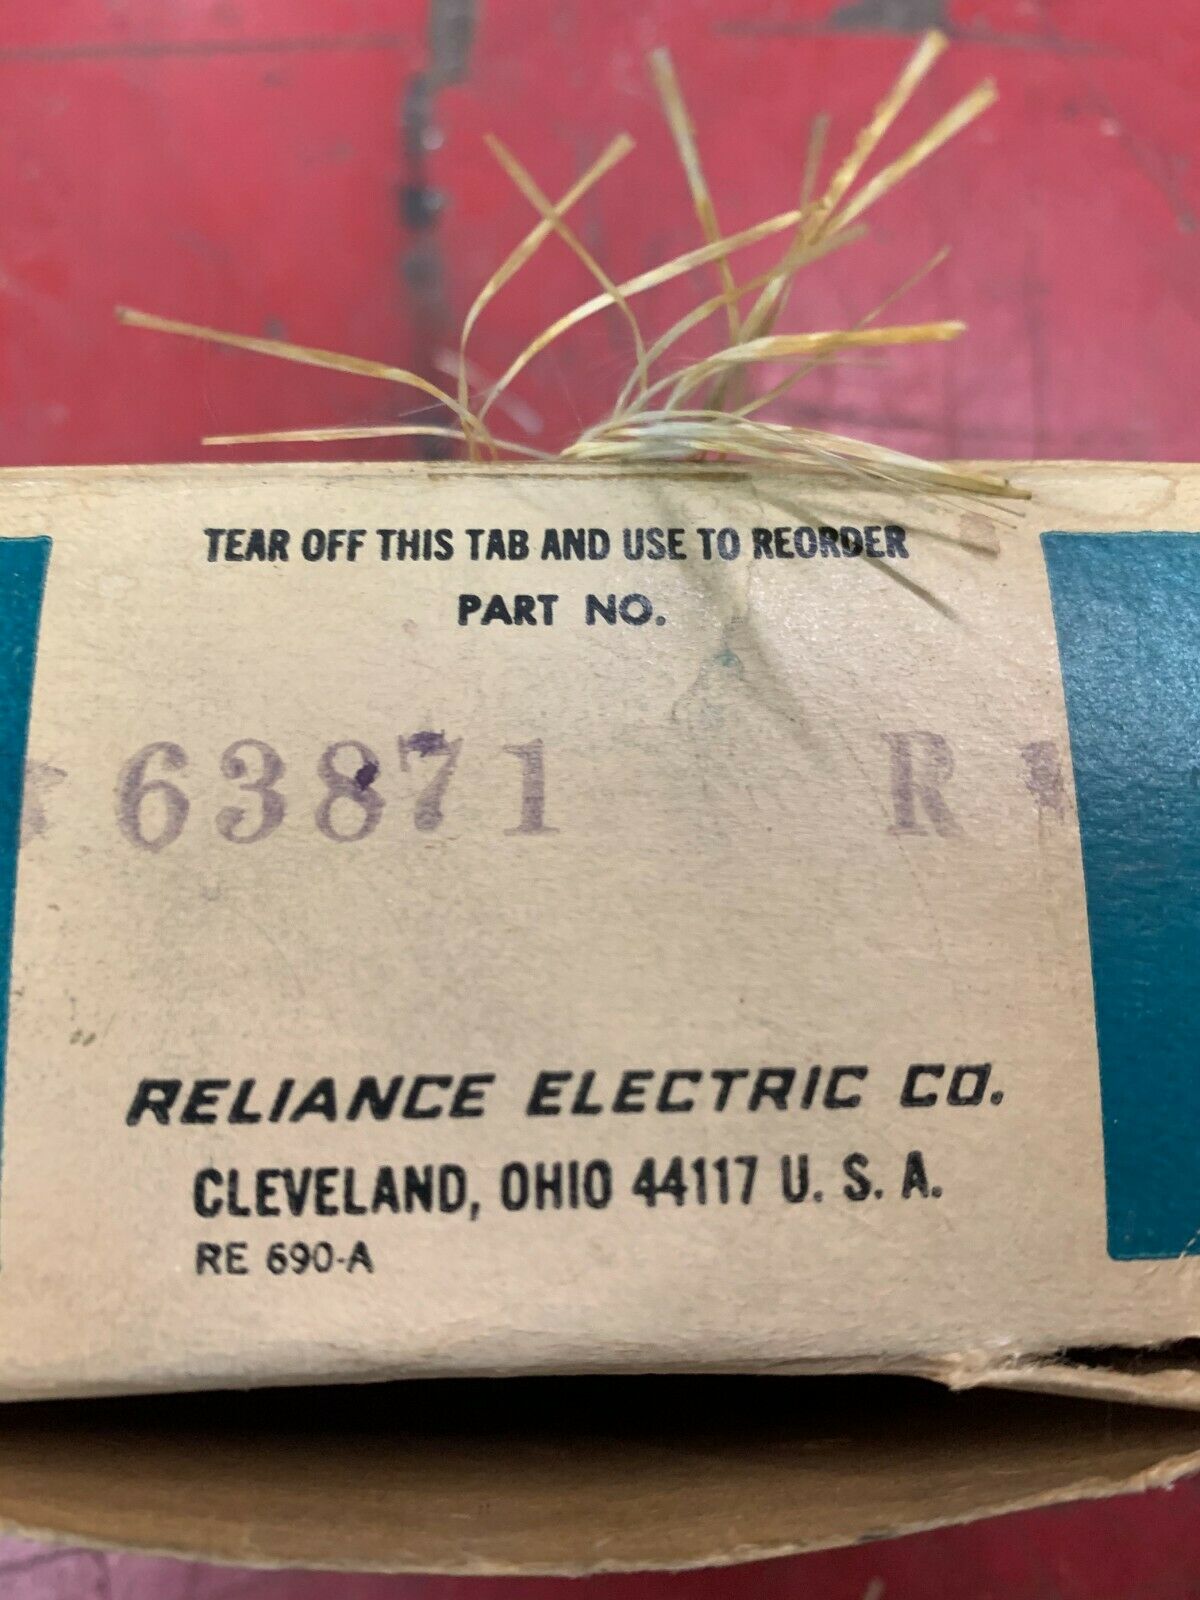 TEAR OFF THIS TAB AND USE TO REORDER
PART NO.
63871 R
RELIANCE ELECTRIC CO.
CLEVELAND, OHIO 44117 U. S. A.
RE 690-A